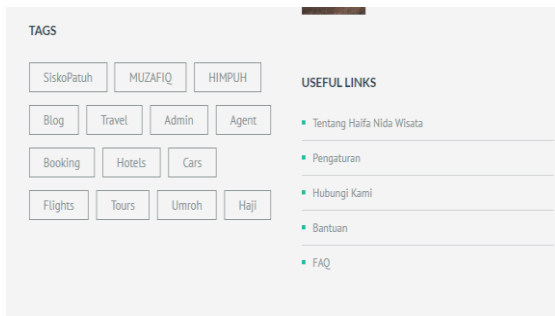 TAGS
SiskoPatuh MUZAFIQ HIMPUH
Blog Travel Admin Agent
Booking Hotels Cars
Flights Tours Umroh Haji
USEFUL LINKS
Tentang Haifa Nida Wisata
Pengaturan
Hubungi Kami
Bantuan
FAQ